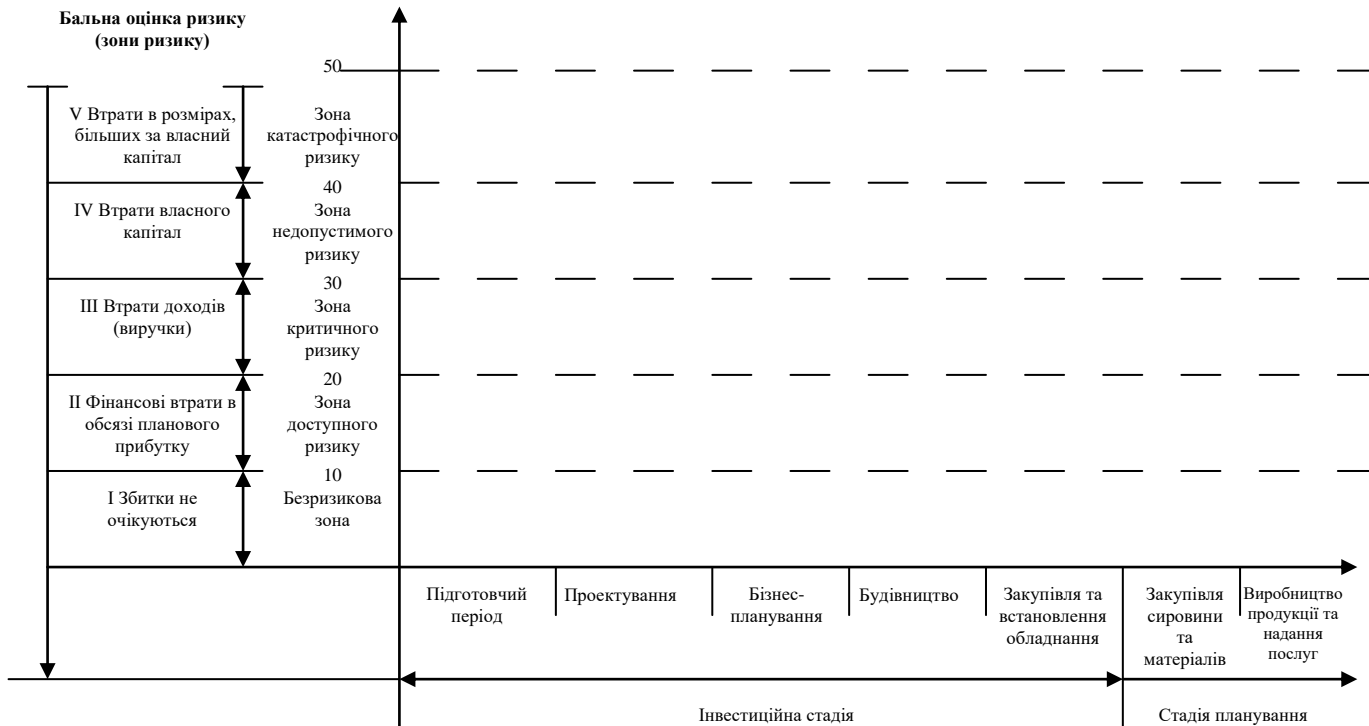 Бальна оцінка ризику
(зони ризику)
50
V Втрати в розмірах,
більших за власний
капітал
Зона
катастрофічного
ризику
40
IV Втрати власного
капітал
Зона
недопустимого
ризику
30
III Втрати доходів
(виручки)
Зона
критичного
ризику
20
II Фінансові втрати в
обсязі планового
прибутку
Зона
доступного
ризику
10
I Збитки не
очікуються
Безризикова
зона
Підготовчий
період
Проектування
Бізнес-
планування
Будівництво
Закупівля та
встановлення
обладнання
Закупівля
сировини
та
матеріалів
Виробництво
продукції та
надання
послуг
Інвестиційна стадія
Стадія планування